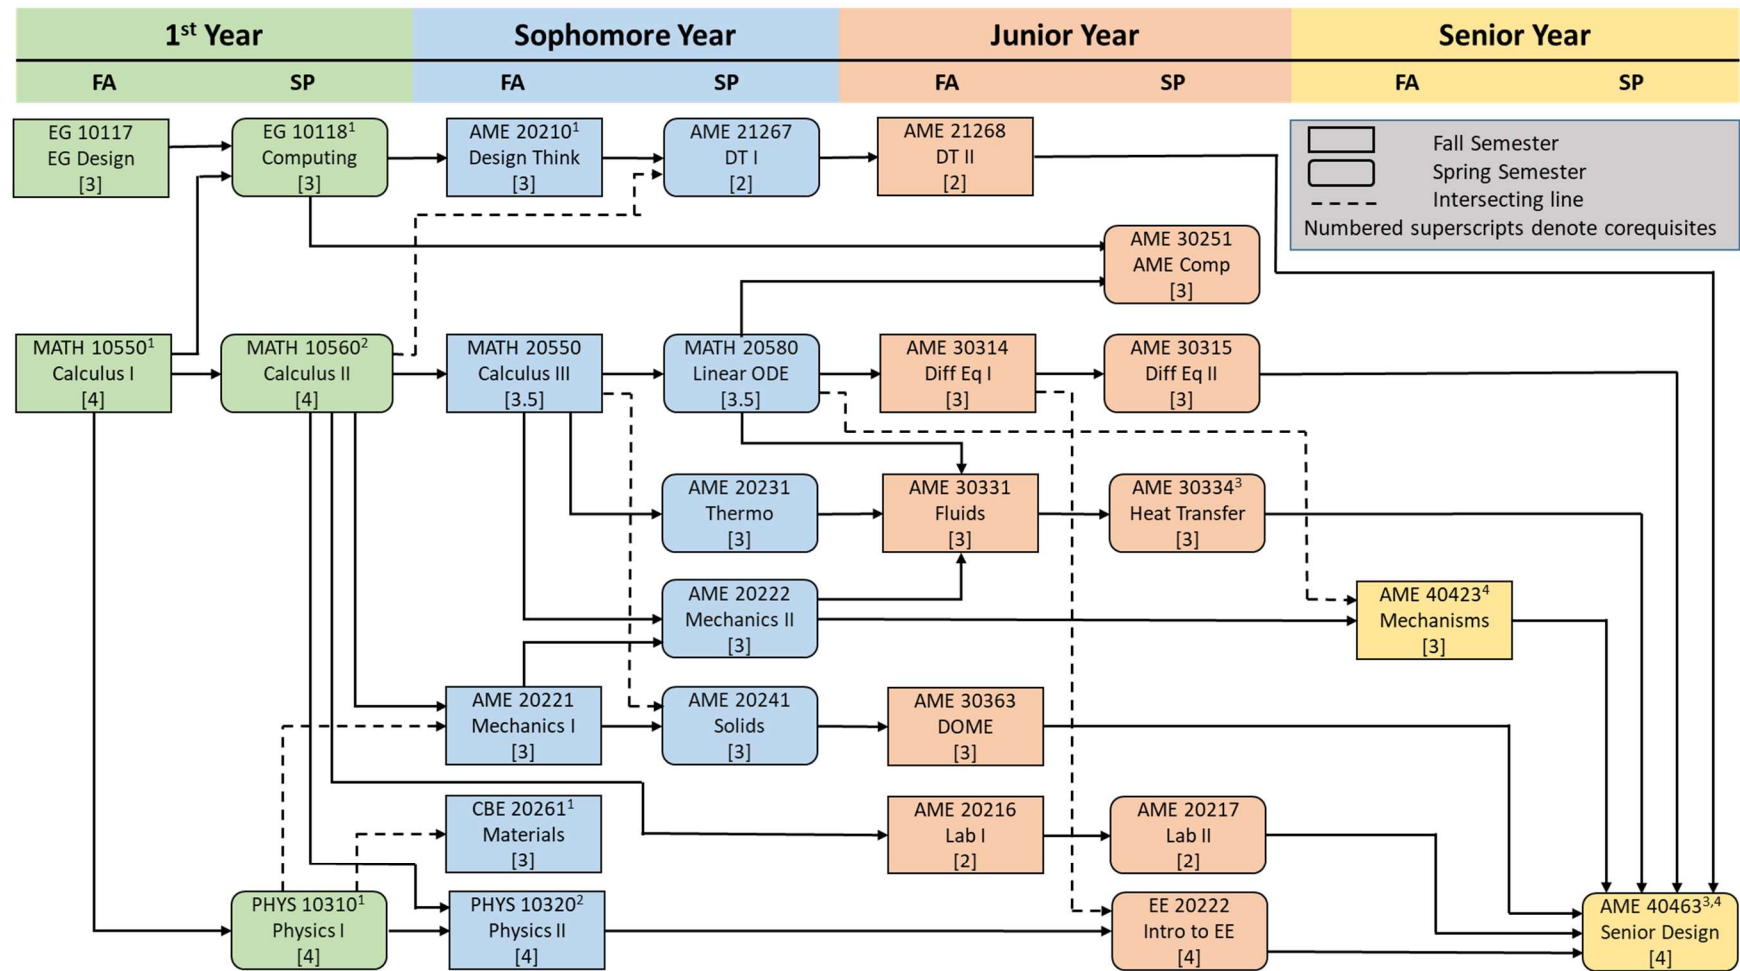 1st Year
Sophomore Year
Junior Year
Senior Year
FA
SP
FA
SP
FA
SP
FA
SP
EG 10117
EG Design
[3]
EG 10118¹
Computing
[3]
AME 20210¹
Design Think
[3]
AME 21267
DT I
[2]
AME 21268
DT II
[2]
Fall Semester
Spring Semester
Intersecting line
Numbered superscripts denote corequisites
AME 30251
AME Comp
[3]
MATH 10550¹
Calculus I
[4]
MATH 10560²
Calculus II
[4]
MATH 20550
Calculus III
[3.5]
MATH 20580
Linear ODE
[3.5]
AME 30314
Diff Eq I
[3]
AME 30315
Diff Eq II
[3]
AME 20231
Thermo
[3]
AME 30331
Fluids
[3]
AME 30334³
Heat Transfer
[3]
AME 20222
Mechanics II
[3]
AME 40423⁴
Mechanisms
[3]
AME 20221
Mechanics I
[3]
AME 20241
Solids
[3]
AME 30363
DOME
[3]
CBE 20261¹
Materials
[3]
AME 20216
Lab I
[2]
AME 20217
Lab II
[2]
PHYS 10310¹
Physics I
[4]
PHYS 10320²
Physics II
[4]
EE 20222
Intro to EE
[4]
AME 40463³,⁴
Senior Design
[4]